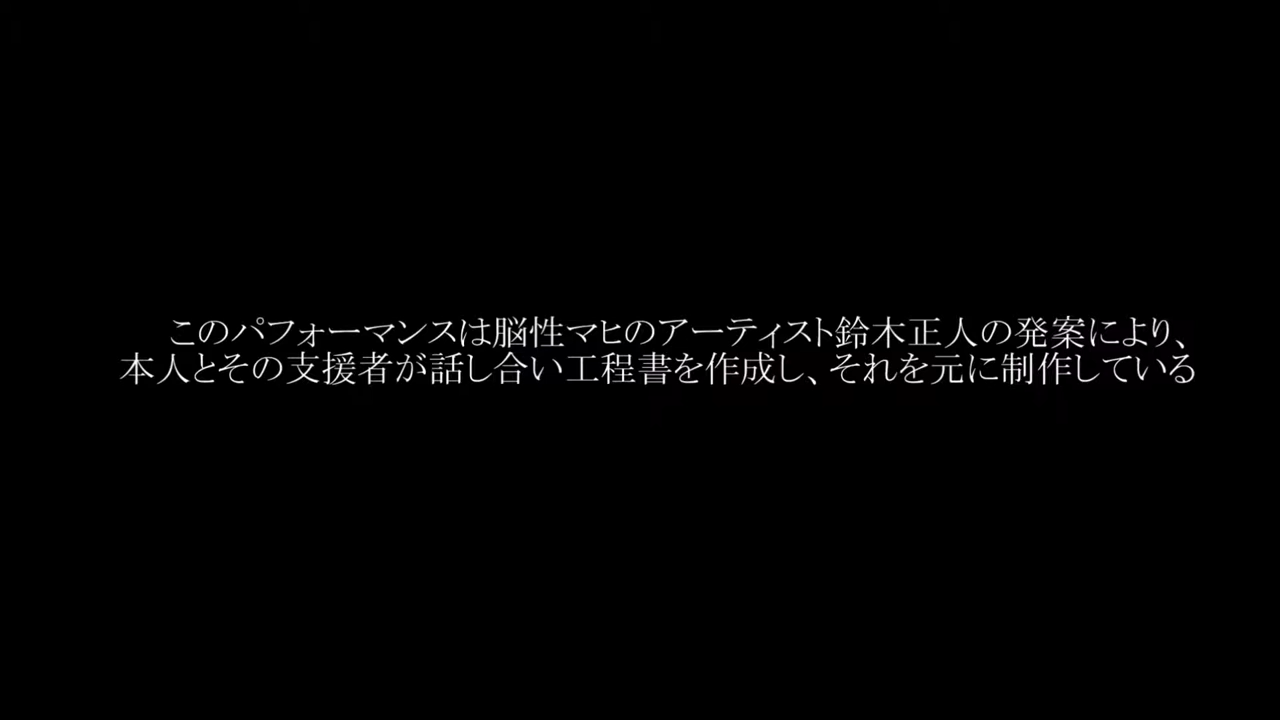 このパフォーマンスは脳性マヒのアーティスト鈴木正人の発案により、
本人とその支援者が話し合い工程書を作成し、それを元に制作している